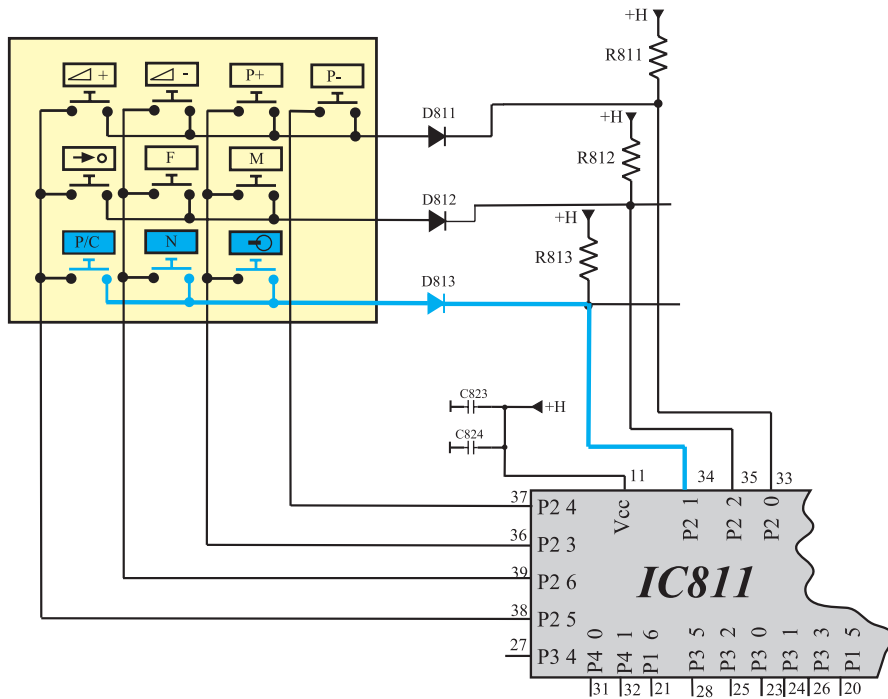 +H
R811
+
-
P+
P-
D811
+H
R812
F
M
D812
+H
R813
P/C
N
D813
C823
+H
C824
11
34
35
33
37
P2 4
Vcc
P2 1
P2 2
P2 0
36
P2 3
39
P2 6
IC811
38
P2 5
27
P3 4
P4 0
P4 1
P1 6
P3 5
P3 2
P3 0
P3 1
P3 3
P1 5
31
32
21
28
25
23
24
26
20